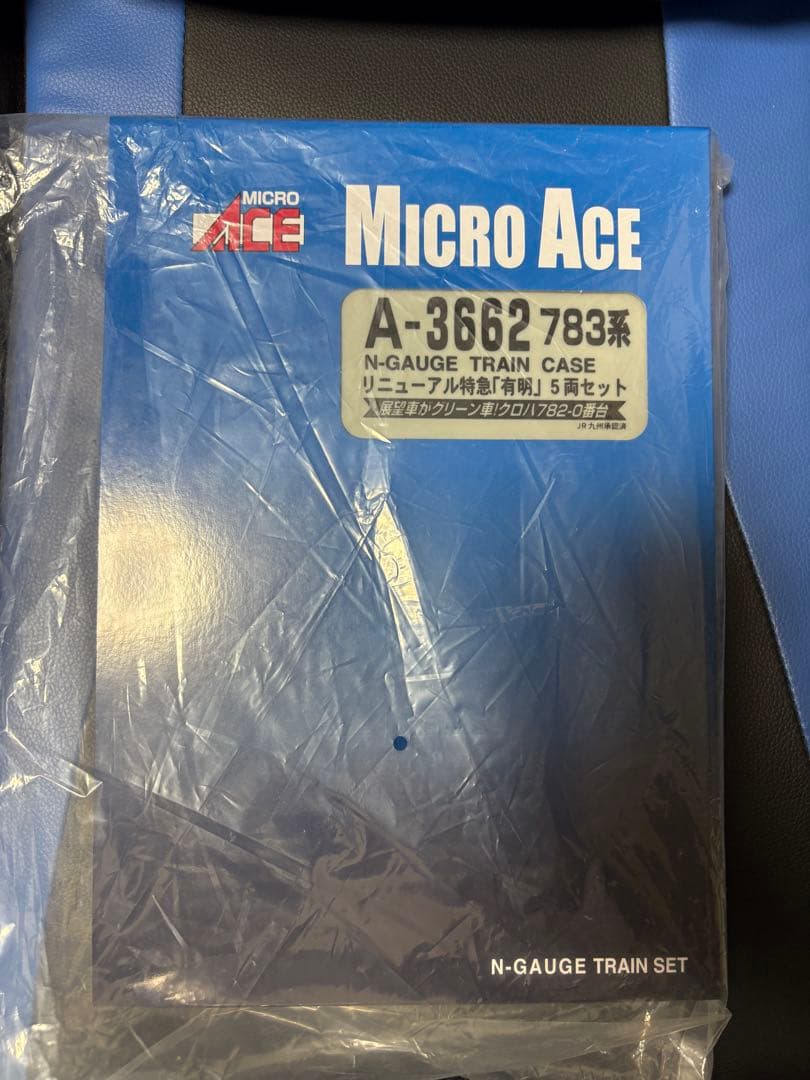 MICRO
ACE
MICRO ACE
A-3662 783系
N-GAUGE TRAIN CASE
リニューアル特急「有明」5両セット
展望車がグリーン車!クロハ782-0番台
JR九州承認済
N-GAUGE TRAIN SET